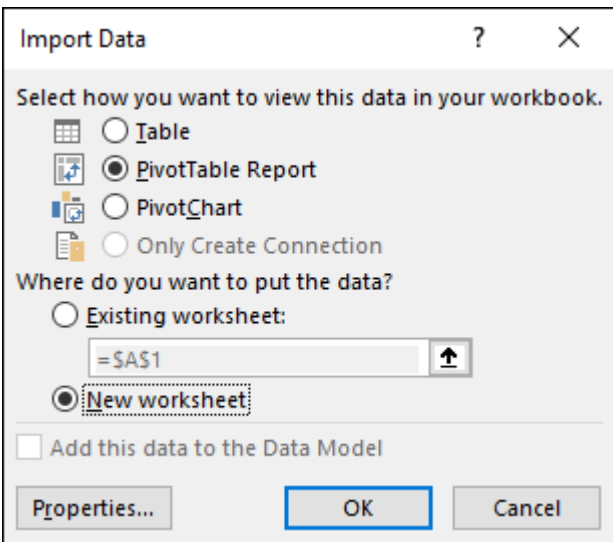 Import Data ?
Select how you want to view this data in your workbook.
Table
PivotTable Report
PivotChart
Only Create Connection
Where do you want to put the data?
Existing worksheet:
=$A$1
New worksheet
Add this data to the Data Model
Properties... OK Cancel